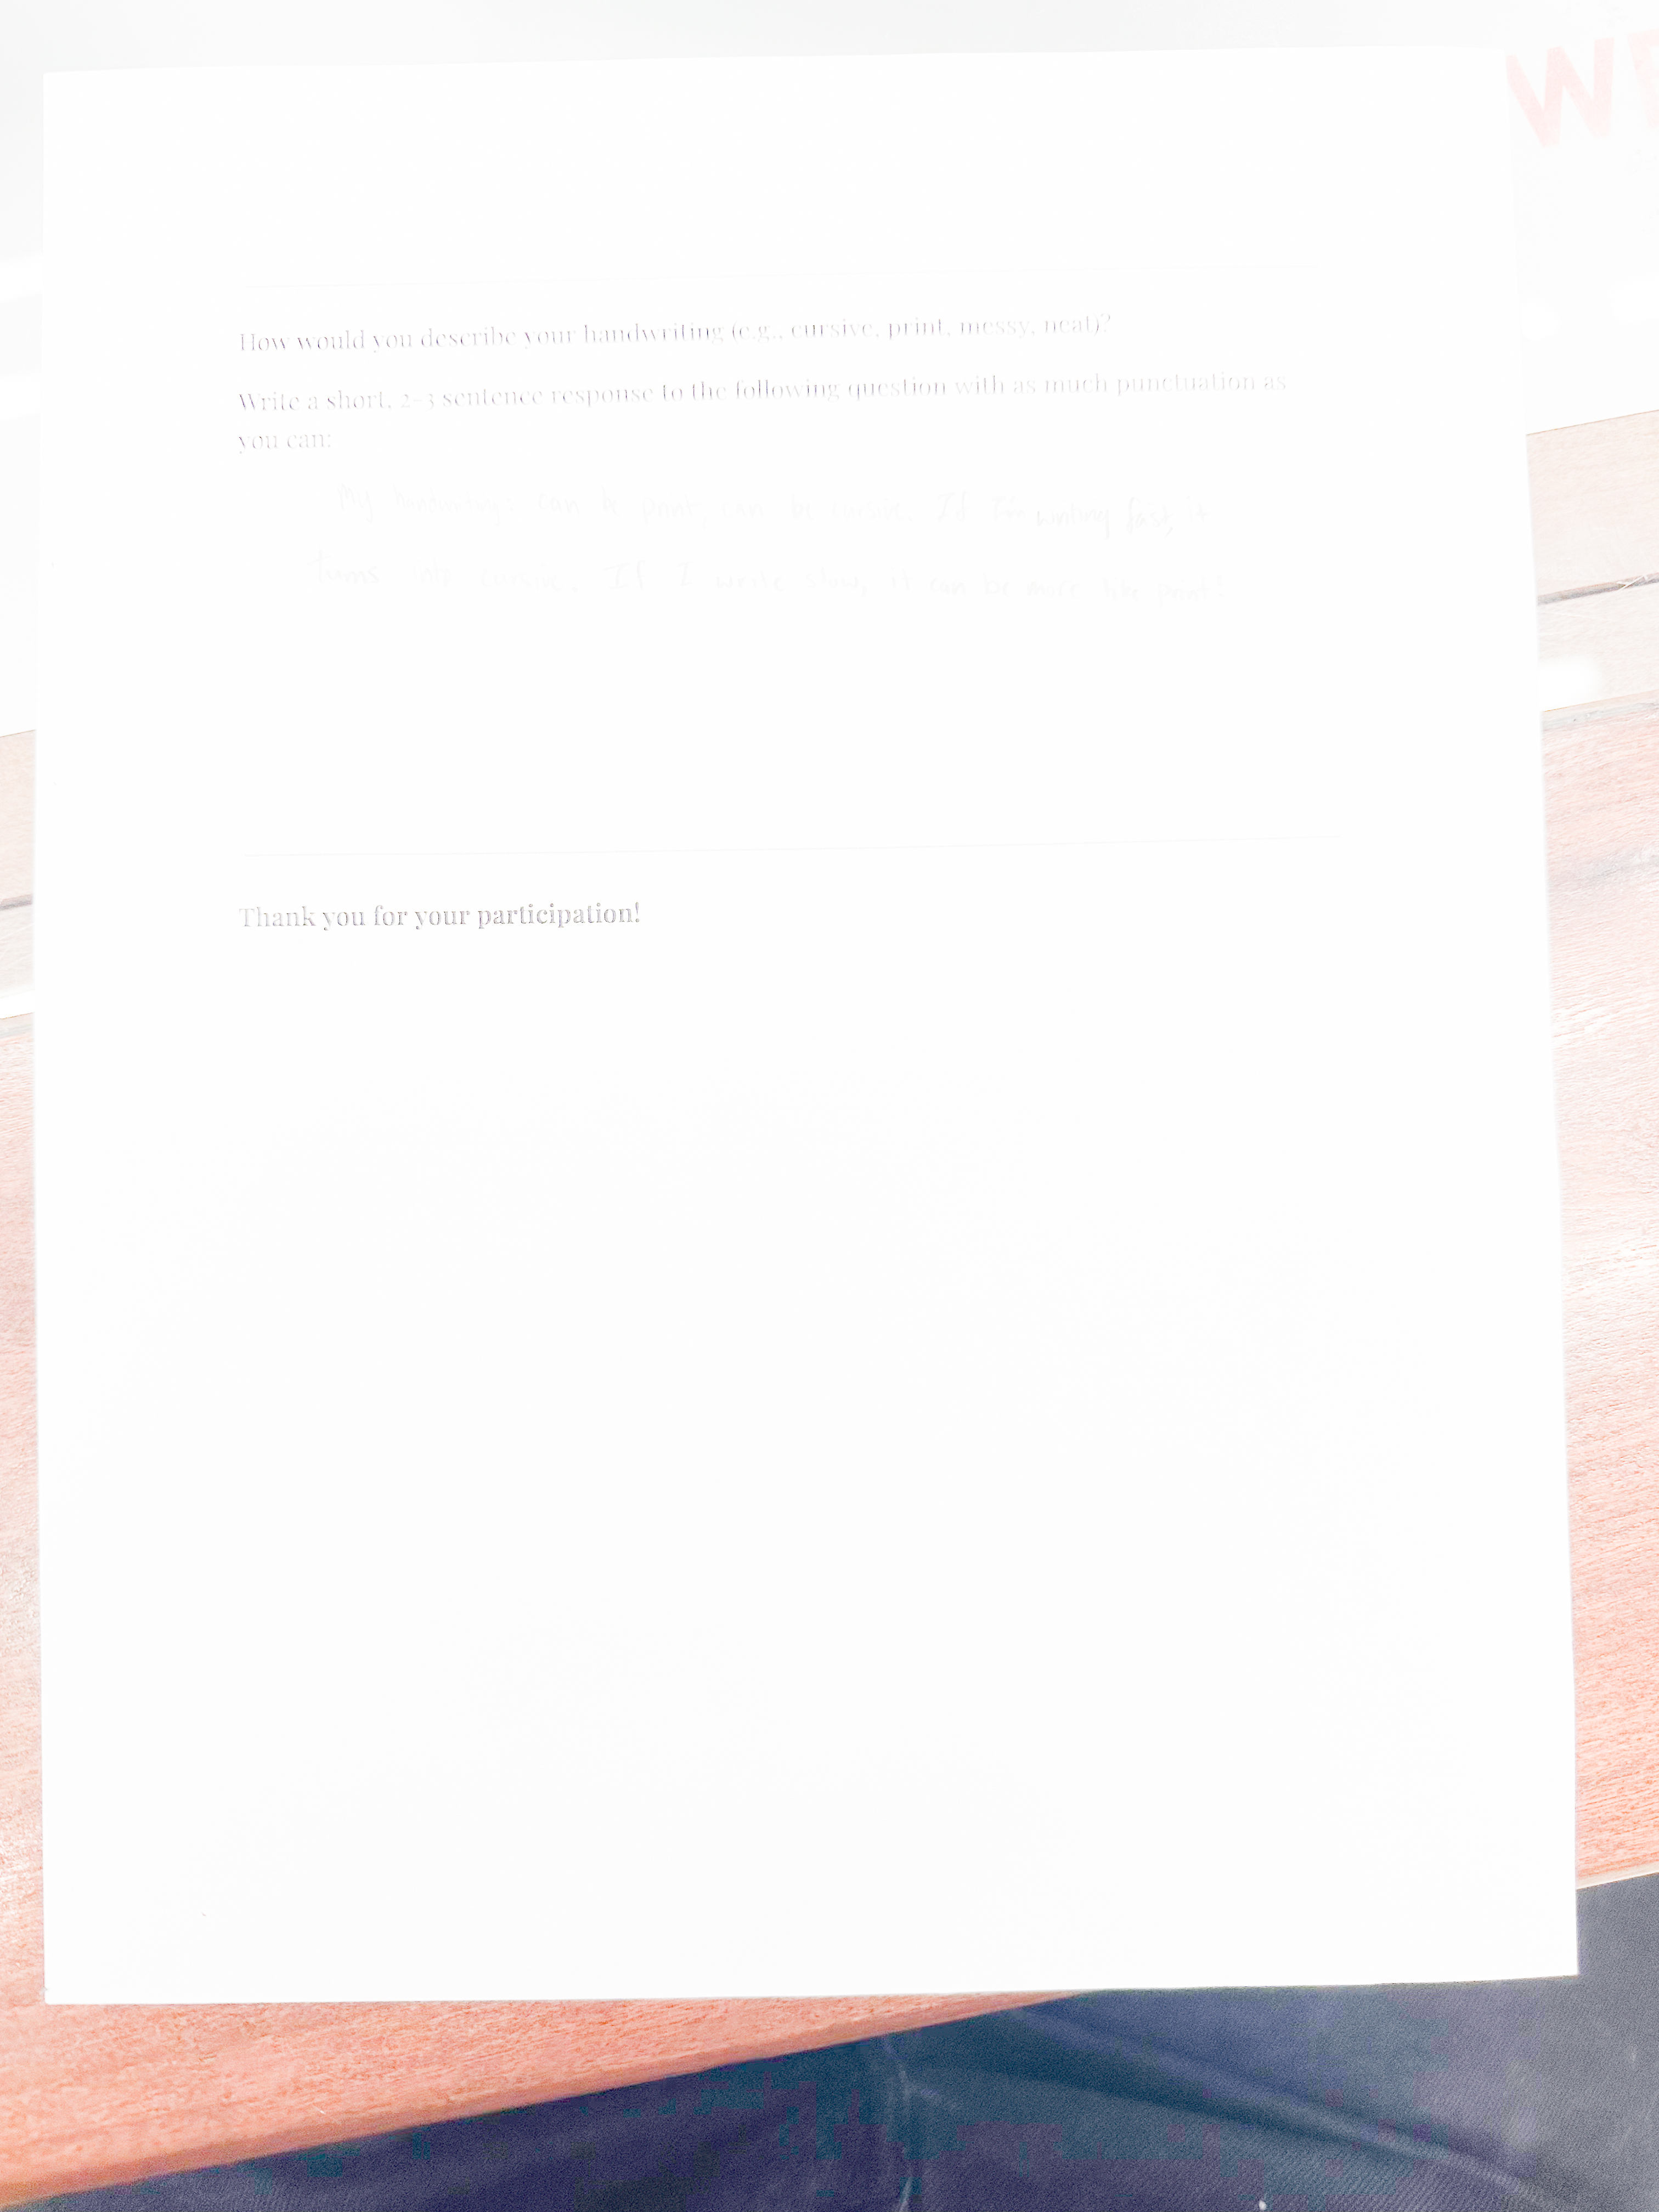 How would you describe your handwriting (e.g., cursive, print, messy, neat)?
Write a short, 2–3 sentence response to the following question with as much punctuation as
you can:
My handwriting can be print, can be cursive. If I'm writing fast, it
turns into cursive. If I write slow, it can be more like print!
Thank you for your participation!